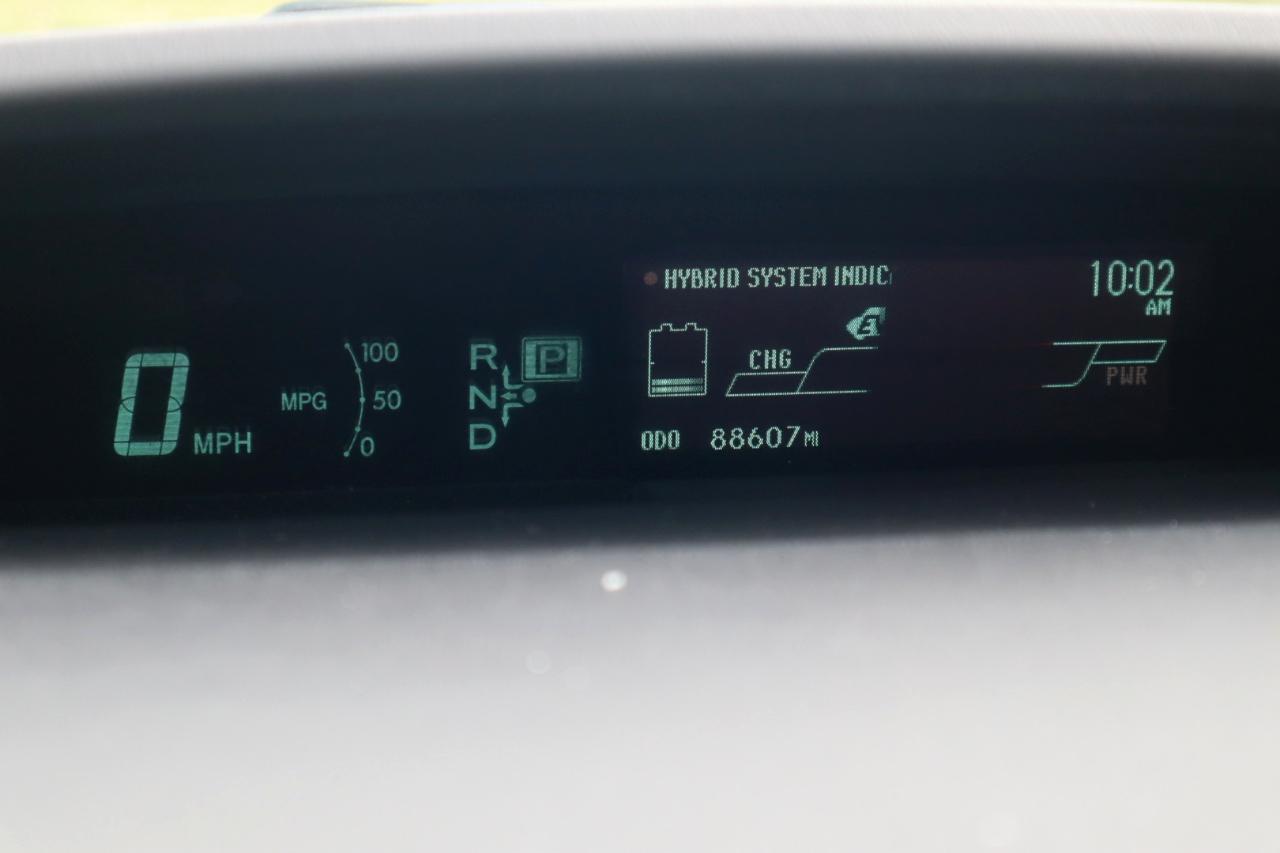 HYBRID SYSTEM INDIC
10:02
AM
0 MPH
MPG
100
50
0
R
N
D
P
CHG
PWR
ODO 88607MI